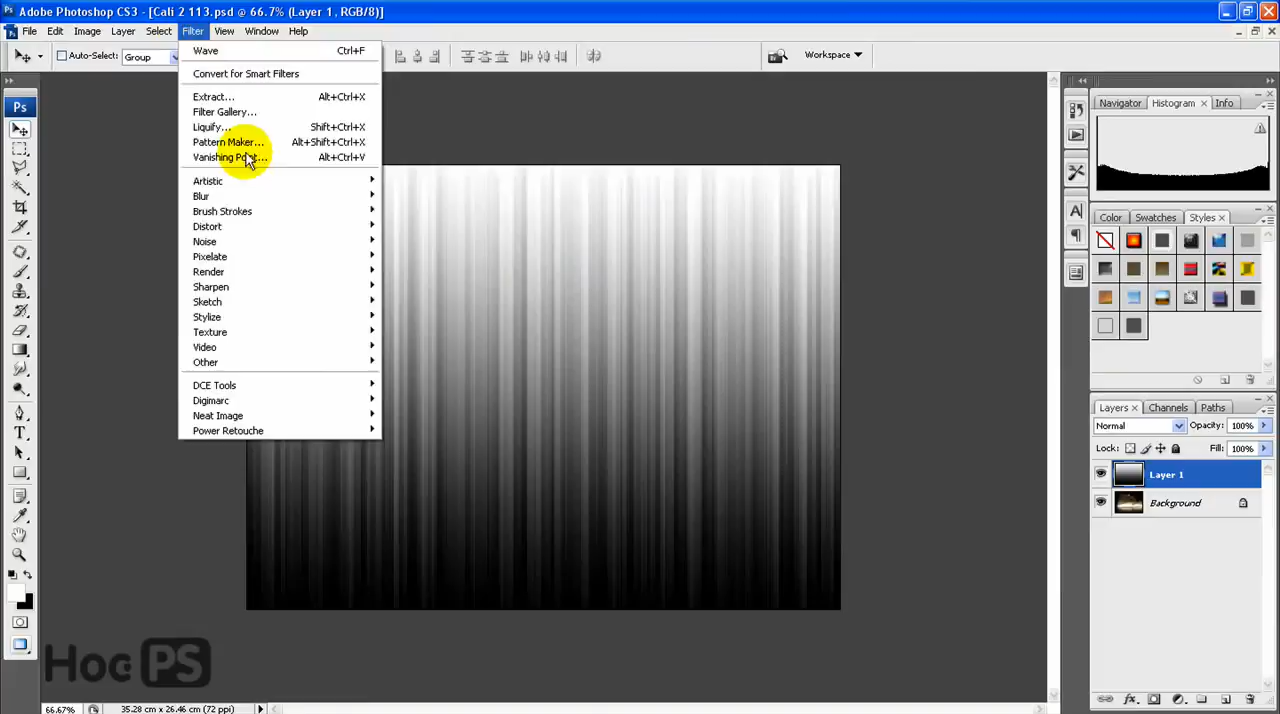 Ps Adobe Photoshop CS3 - [Cali 2 113.psd @ 66.7% (Layer 1, RGB/8)]
File Edit Image Layer Select Filter View Window Help
Auto-Select: Group Workspace
Wave Ctrl+F
Convert for Smart Filters
Extract... Alt+Ctrl+X
Filter Gallery...
Liquify... Shift+Ctrl+X
Pattern Maker... Alt+Shift+Ctrl+X
Vanishing Point... Alt+Ctrl+V
Artistic
Blur
Brush Strokes
Distort
Noise
Pixelate
Render
Sharpen
Sketch
Stylize
Texture
Video
Other
DCE Tools
Digimarc
Neat Image
Power Retouche
Ps
T
Navigator Histogram Info
A
Color Swatches Styles
Layers Channels Paths
Normal Opacity: 100%
Lock: Fill: 100%
Layer 1
Background
Hoc PS
66.67% 35.28 cm x 26.46 cm (72 ppi)